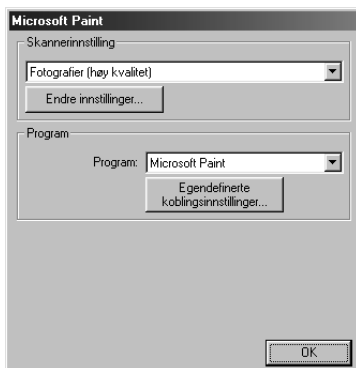 Microsoft Paint
Skannerinnstilling
Fotografier (høy kvalitet)
Endre innstillinger...
Program
Program: Microsoft Paint
Egendefinerte
koblingsinnstillinger...
OK